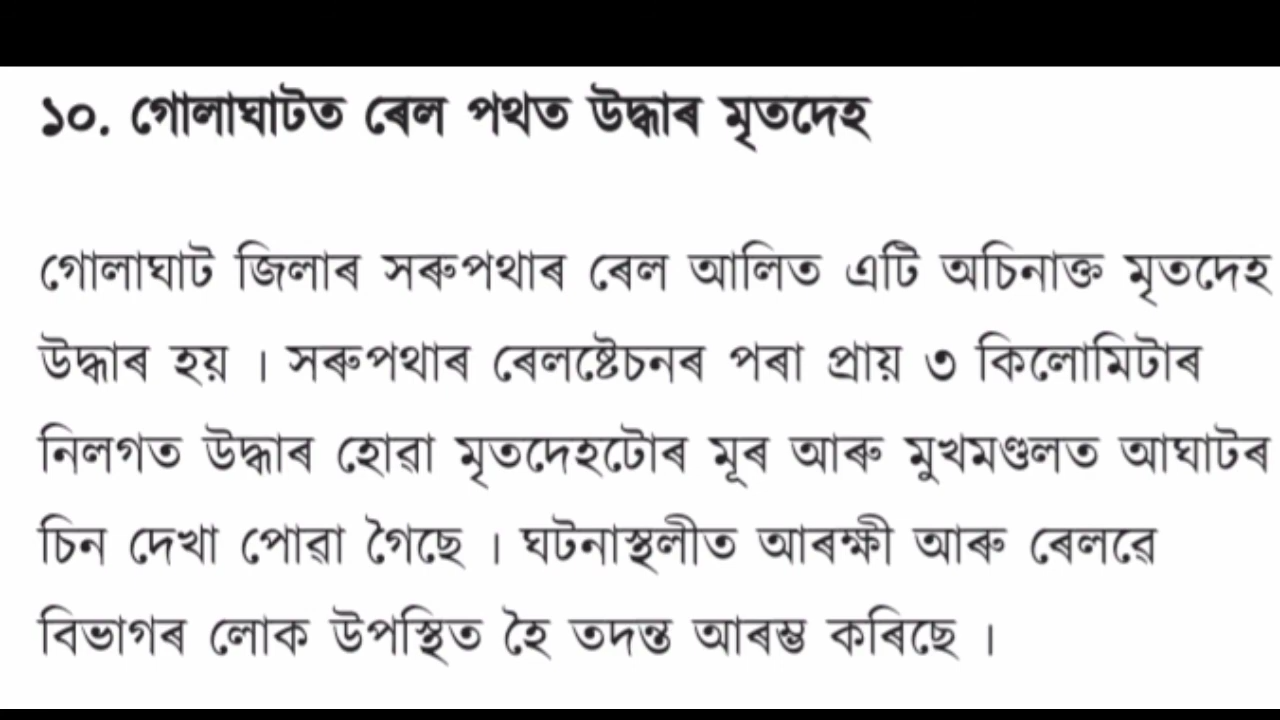 ১০. গোলাঘাটত ৰেল পথত উদ্ধাৰ মৃতদেহ
গোলাঘাট জিলাৰ সৰুপথাৰ ৰেল আলিত এটি অচিনাক্ত মৃতদেহ
উদ্ধাৰ হয় । সৰুপথাৰ ৰেলষ্টেচনৰ পৰা প্ৰায় ৩ কিলোমিটাৰ
নিলগত উদ্ধাৰ হোৱা মৃতদেহটোৰ মূৰ আৰু মুখমণ্ডলত আঘাটৰ
চিন দেখা পোৱা গৈছে । ঘটনাস্থলীত আৰক্ষী আৰু ৰেলৱে
বিভাগৰ লোক উপস্থিত হৈ তদন্ত আৰম্ভ কৰিছে ।